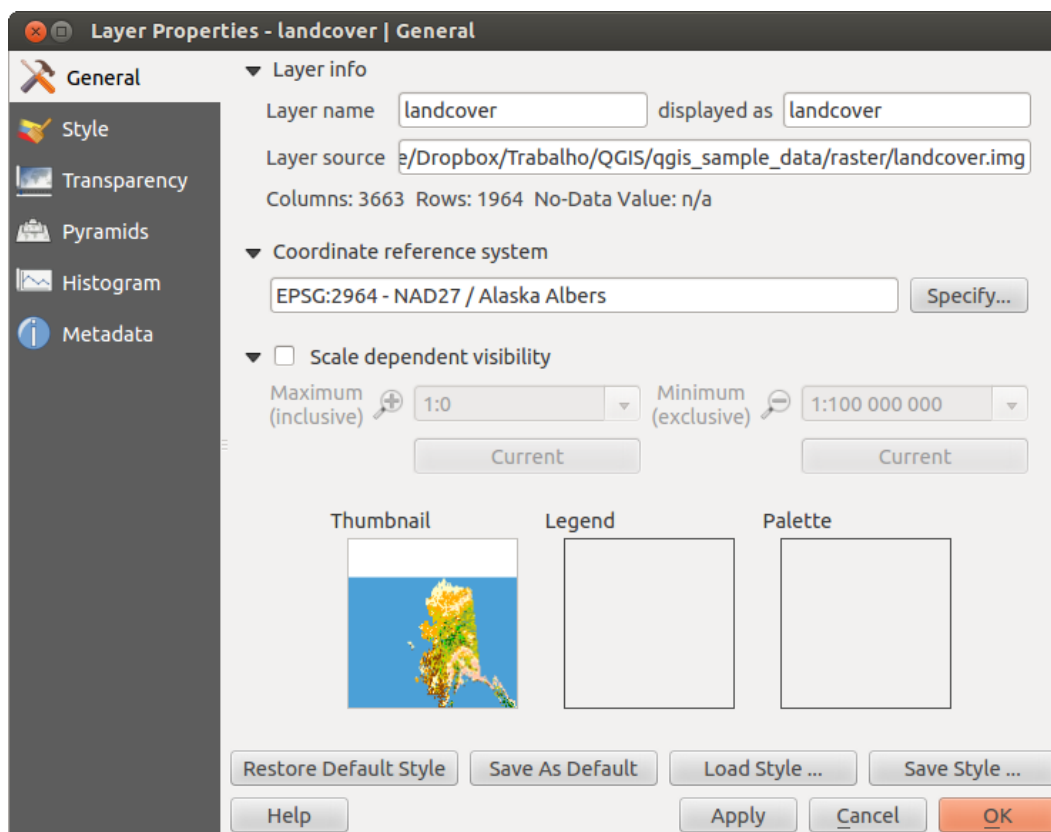 Layer Properties - landcover | General
General
Style
Transparency
Pyramids
Histogram
Metadata
Layer info
Layer name landcover displayed as landcover
Layer source e/Dropbox/Trabalho/QGIS/qgis_sample_data/raster/landcover.img
Columns: 3663 Rows: 1964 No-Data Value: n/a
Coordinate reference system
EPSG:2964 - NAD27 / Alaska Albers Specify...
Scale dependent visibility
Maximum (inclusive) 1:0 Minimum (exclusive) 1:100 000 000
Current Current
Thumbnail Legend Palette
Restore Default Style Save As Default Load Style ... Save Style ...
Help Apply Cancel OK